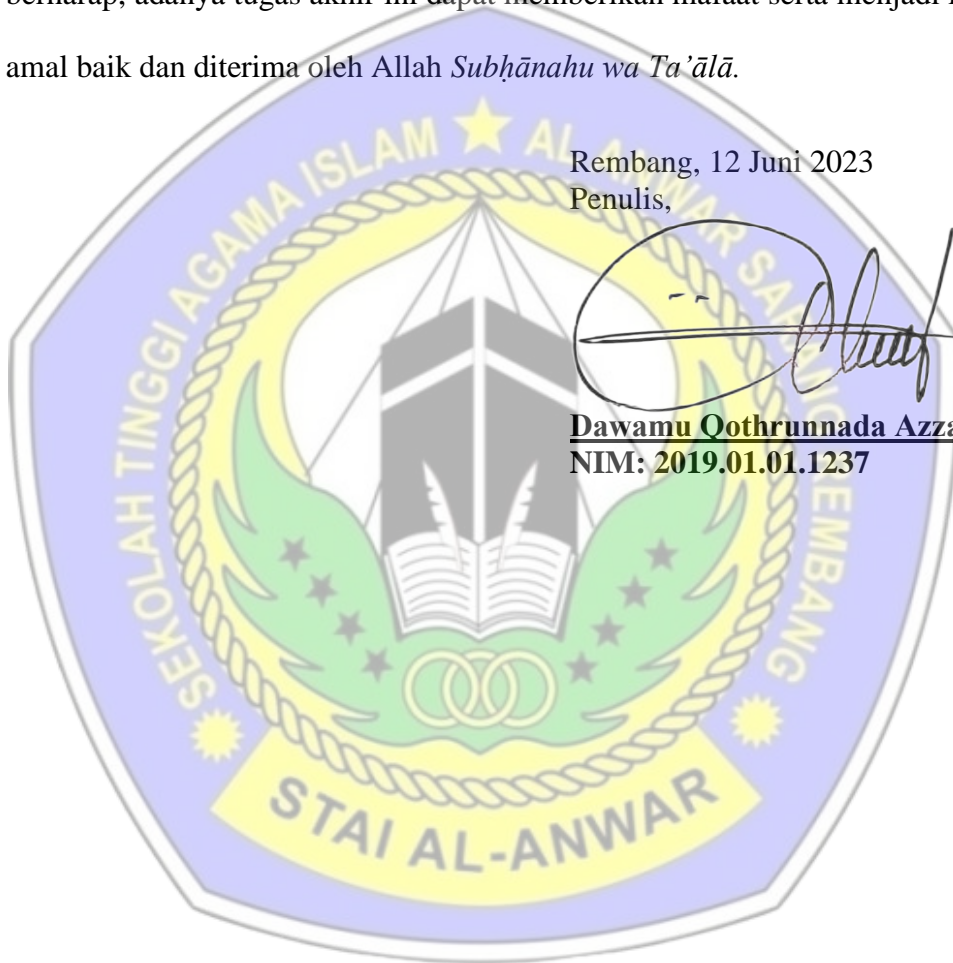 berharap, adanya tugas akhir ini dapat memberikan mafaat serta menjadi
amal baik dan diterima oleh Allah Subḥānahu wa Ta’ālā.
Rembang, 12 Juni 2023
Penulis,
Dawamu Qothrunnada
NIM: 2019.01.01.1237
SEKOLAH TINGGI AGAMA ISLAM AL-ANWAR SARANG REMBANG
STAI AL-ANWAR